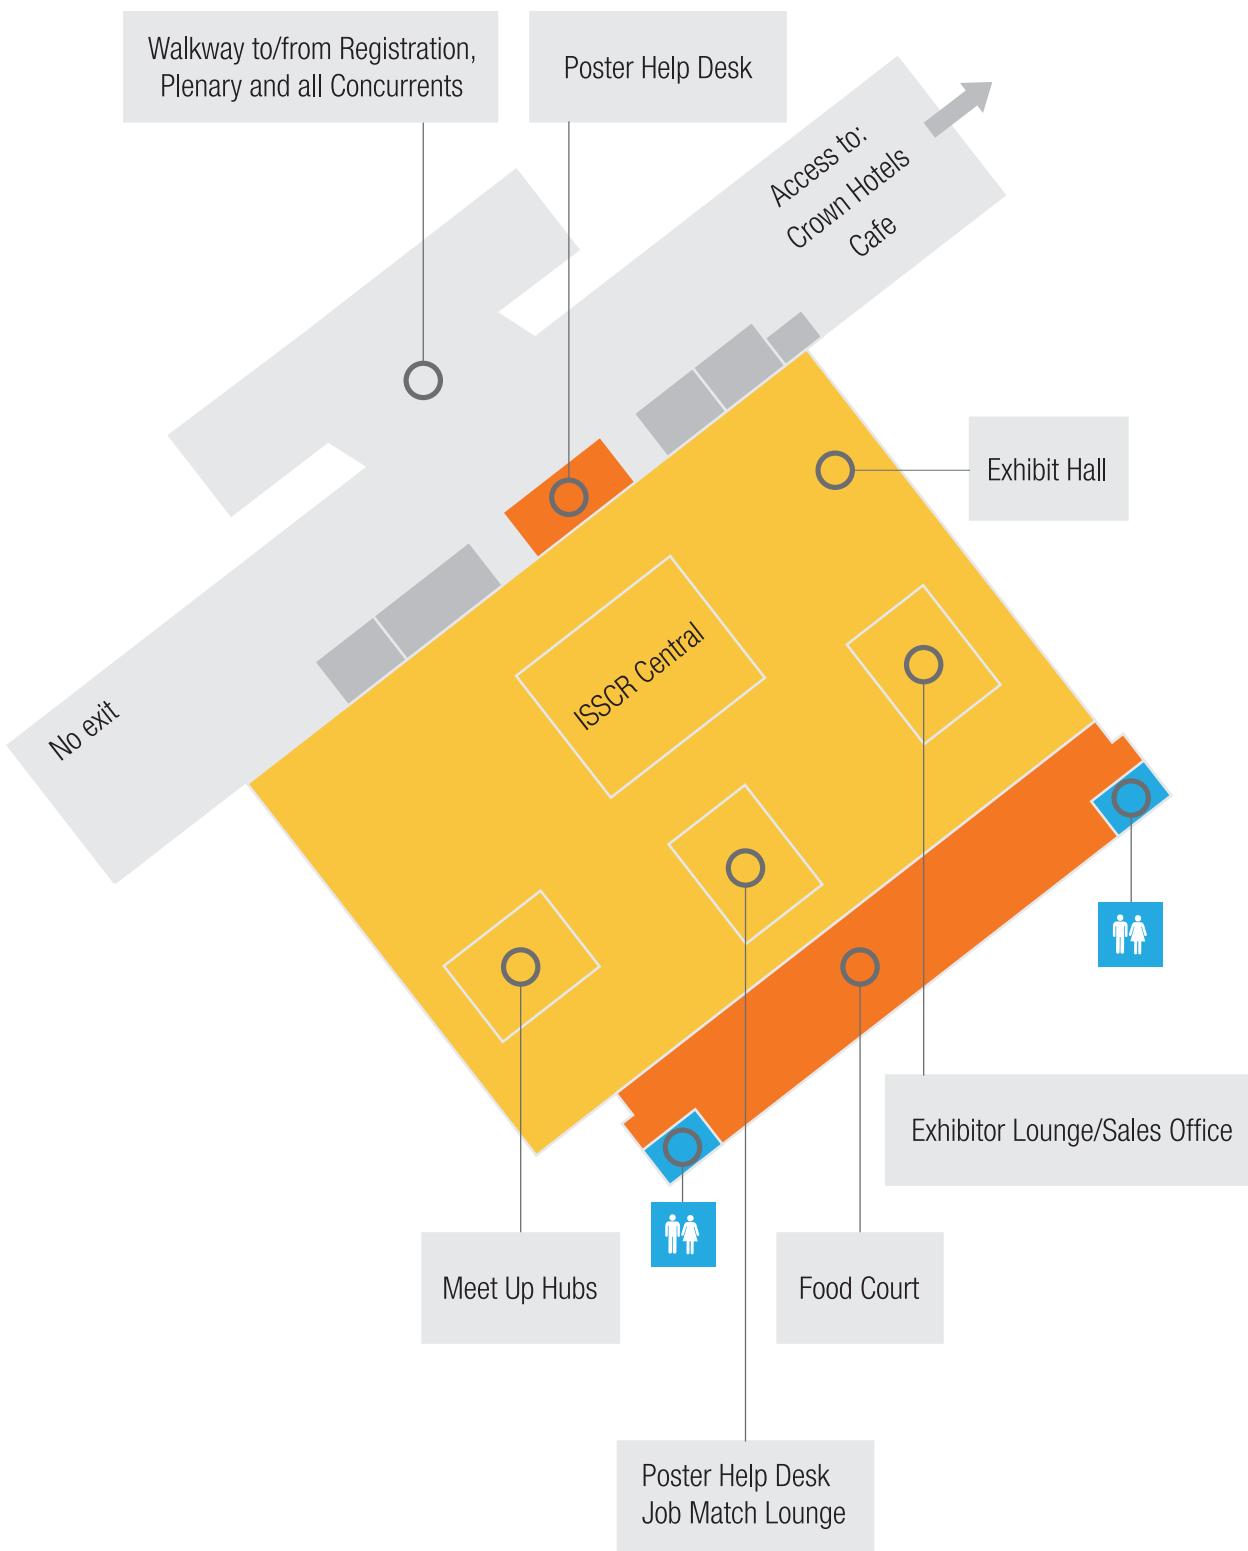 Walkway to/from Registration,
Plenary and all Concurrents
Poster Help Desk
Access to:
Crown Hotels
Cafe
Exhibit Hall
ISSCR Central
No exit
Exhibitor Lounge/Sales Office
Meet Up Hubs
Food Court
Poster Help Desk
Job Match Lounge